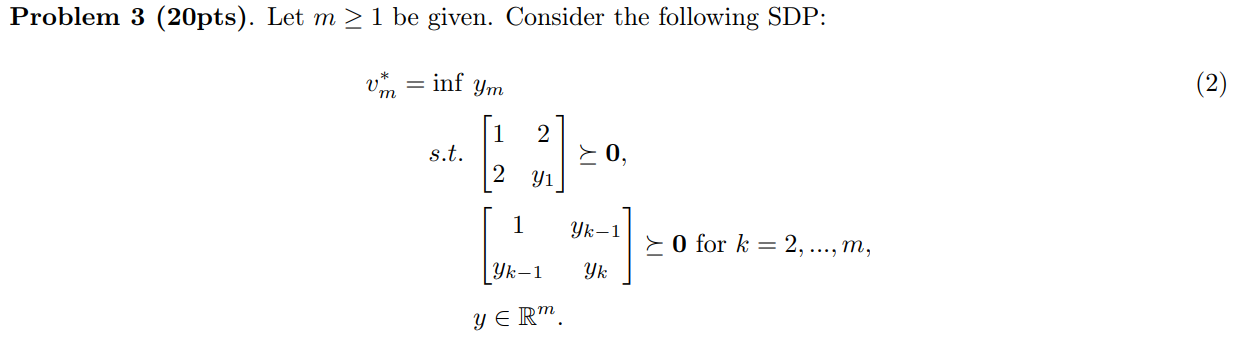 Problem 3 (20pts). Let $m \geq 1$ be given. Consider the following SDP:
$v_m^* = \inf \; y_m$ (2)
$s.t. \begin{bmatrix} 1 & 2 \\ 2 & y_1 \end{bmatrix} \succeq \mathbf{0},$
$\begin{bmatrix} 1 & y_{k-1} \\ y_{k-1} & y_k \end{bmatrix} \succeq \mathbf{0} \text{ for } k = 2, ..., m,$
$y \in \mathbb{R}^m.$